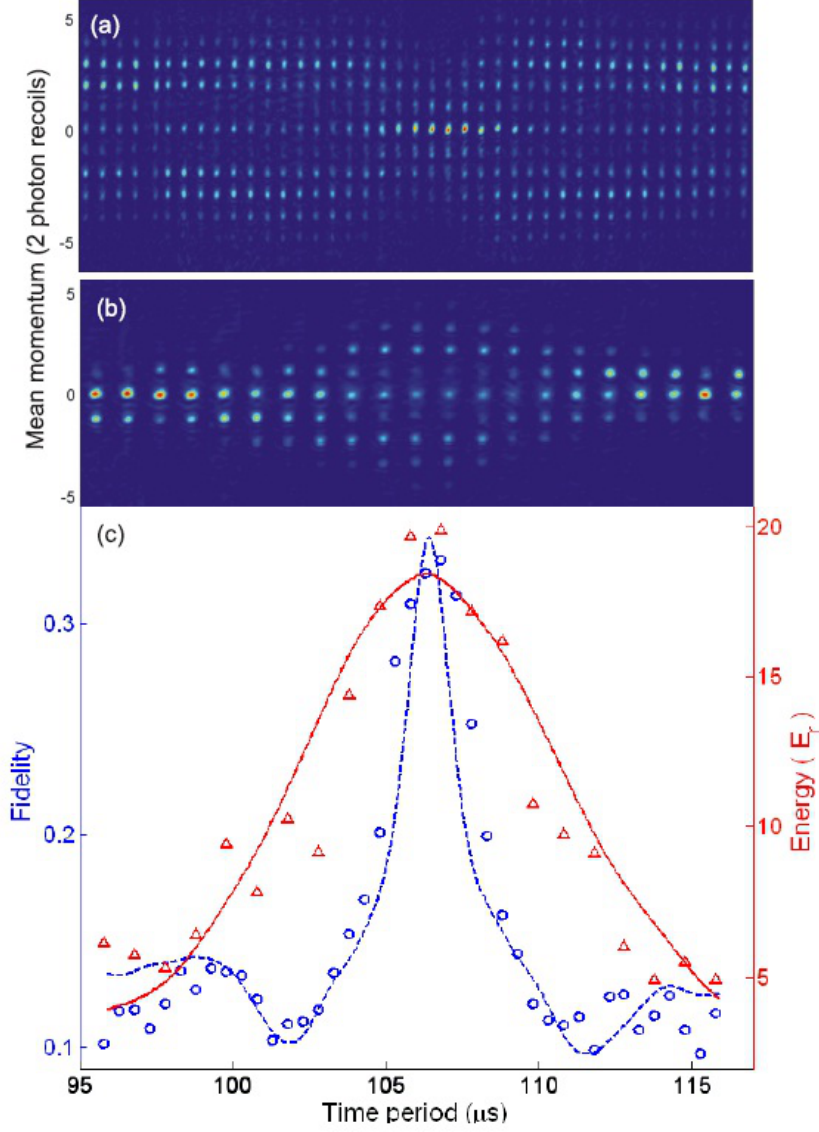 (a)
5
0
-5
(b)
5
0
-5
Mean momentum (2 photon recoils)
(c)
0.3
0.2
0.1
Fidelity
20
15
10
5
Energy ( E_r )
95 100 105 110 115
Time period (μs)